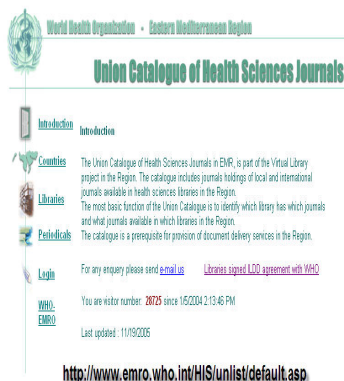 World Health Organization - Eastern Mediterranean Region
Union Catalogue of Health Sciences Journals
Introduction
Introduction
Countries
The Union Catalogue of Health Sciences Journals in EMR, is part of the Virtual Library
project in the Region. The catalogue includes journals holdings of local and international
journals available in health sciences libraries in the Region.
Libraries
The most basic function of the Union Catalogue is to identify which library has which journals
and what journals available in which libraries in the Region.
Periodicals
The catalogue is a prerequisite for provision of document delivery services in the Region.
Login
For any enquiry please send e-mail us Libraries signed ILDD agreement with WHO
WHO-
EMRO
You are visitor number: 28725 since 1/5/2004 2:13:46 PM
Last updated : 11/19/2005
http://www.emro.who.int/HIS/unlist/default.asp